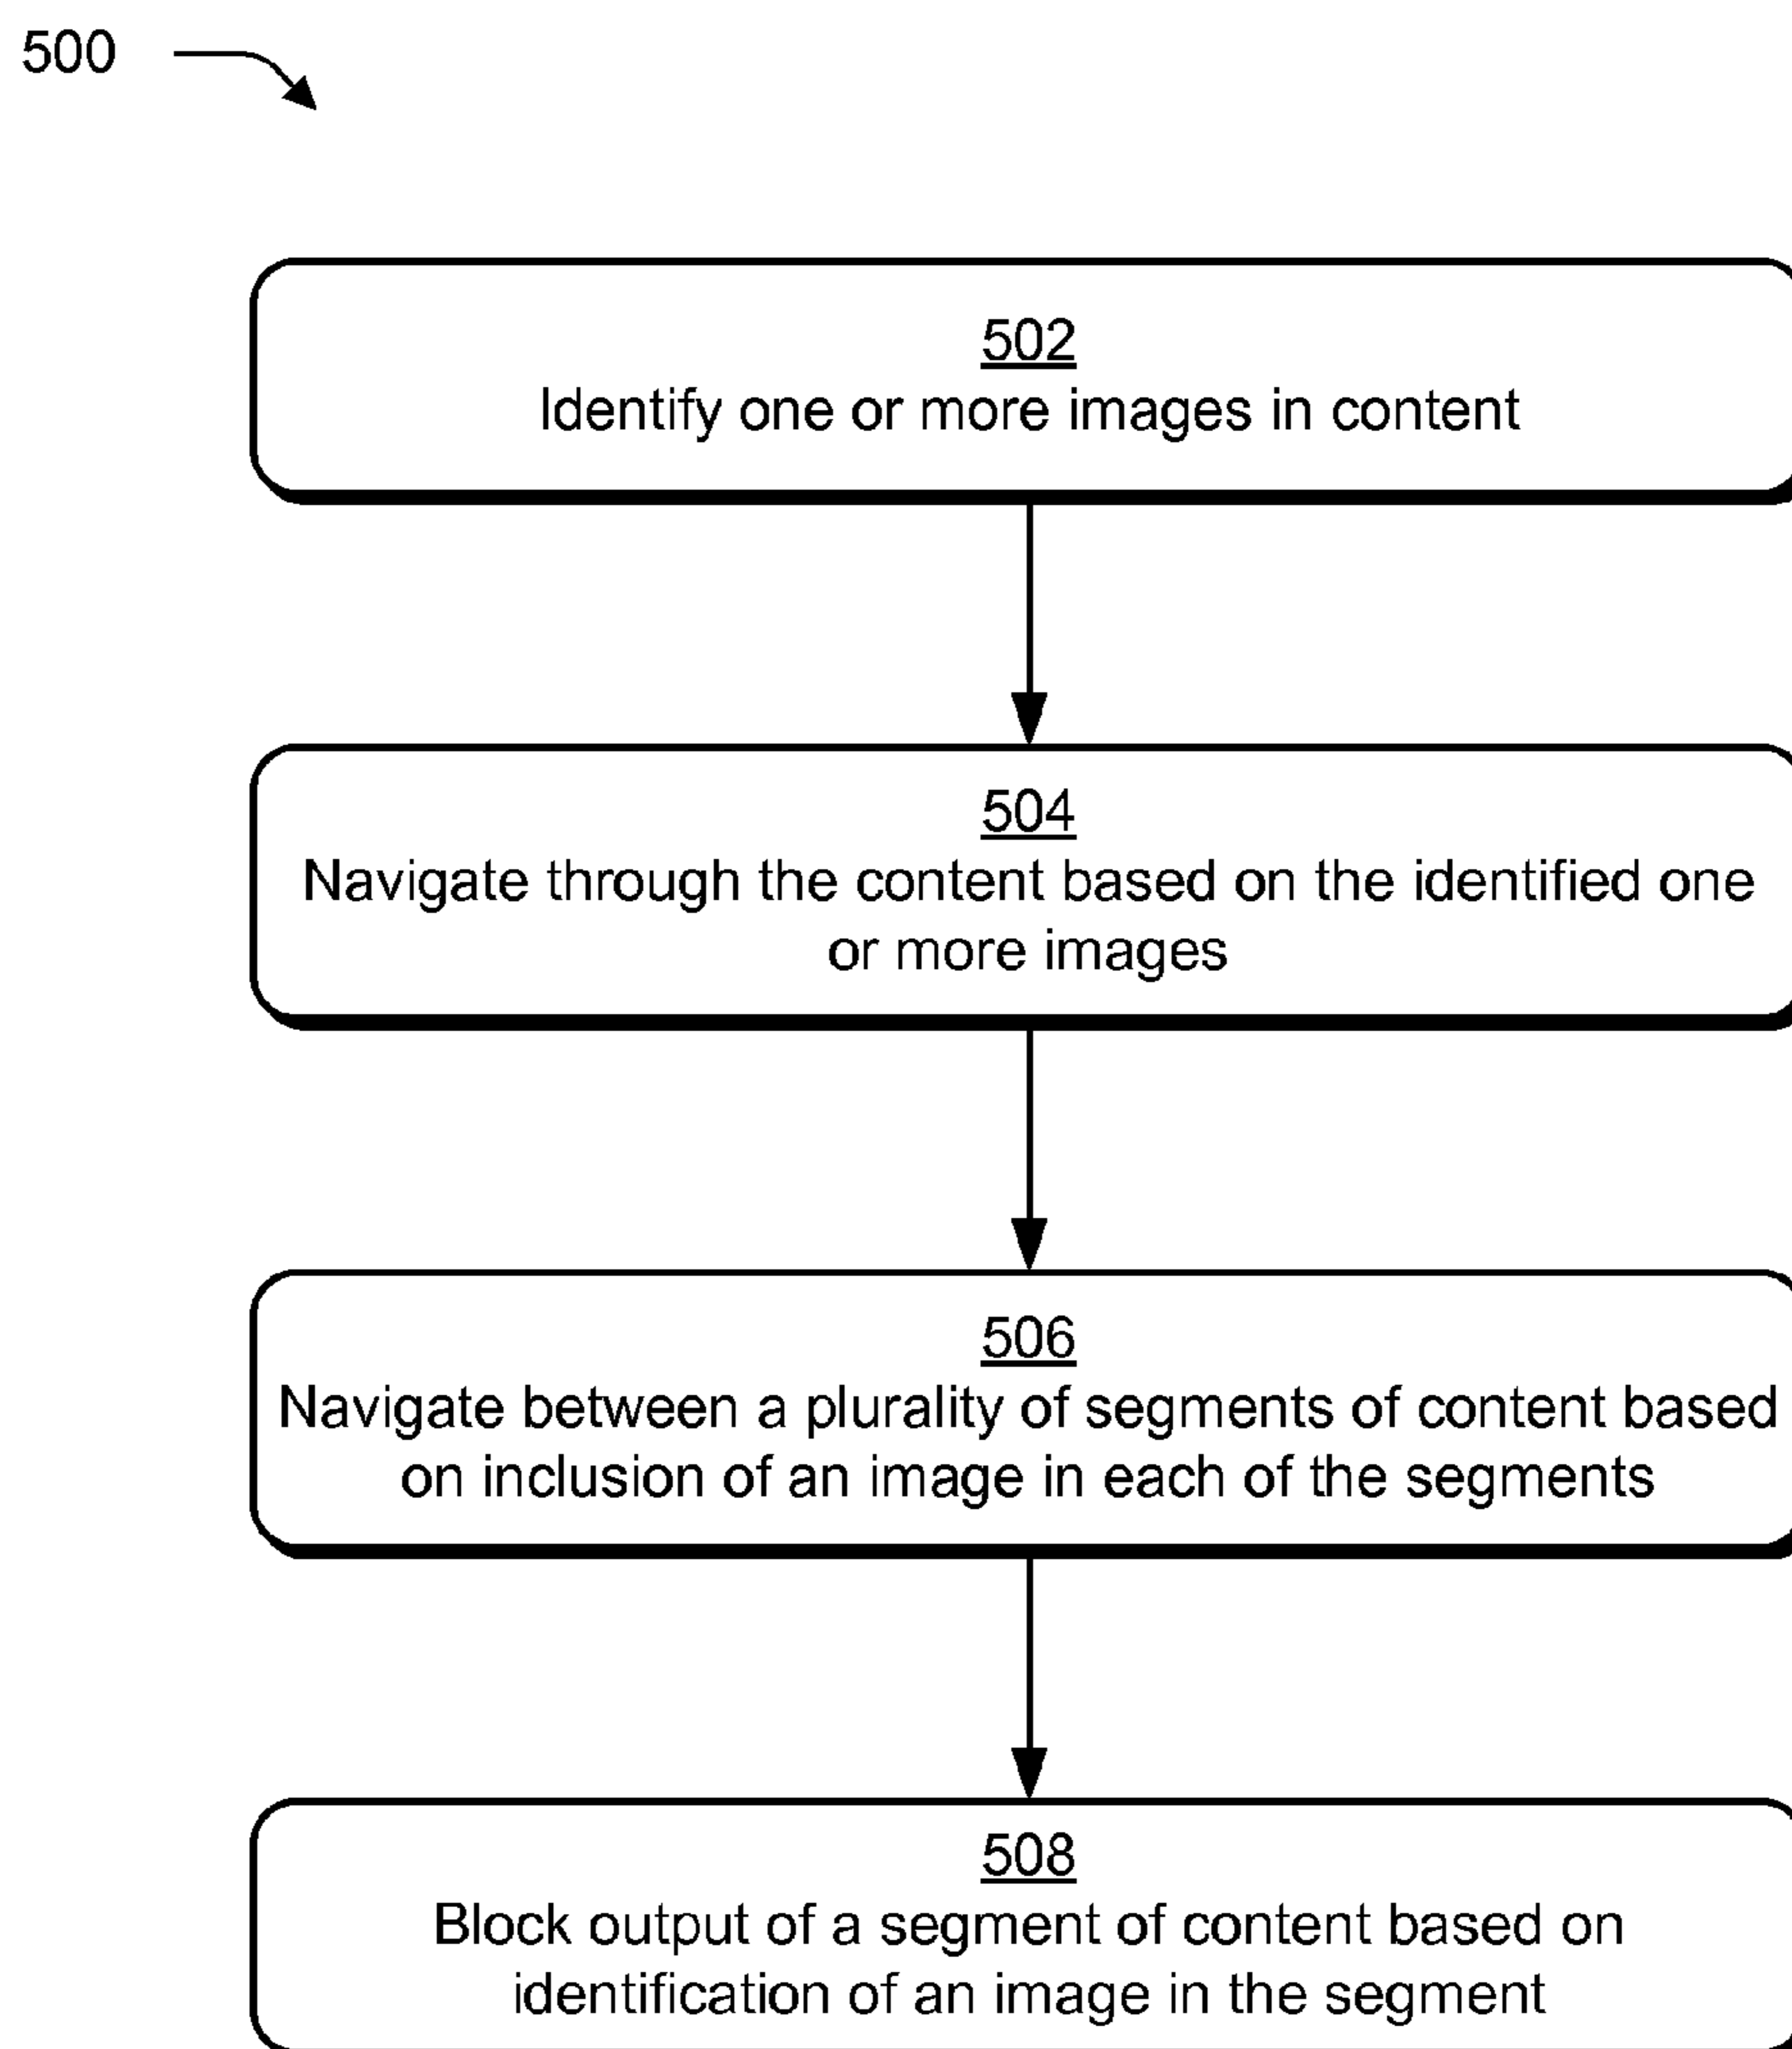 500
502
Identify one or more images in content
504
Navigate through the content based on the identified one
or more images
506
Navigate between a plurality of segments of content based
on inclusion of an image in each of the segments
508
Block output of a segment of content based on
identification of an image in the segment